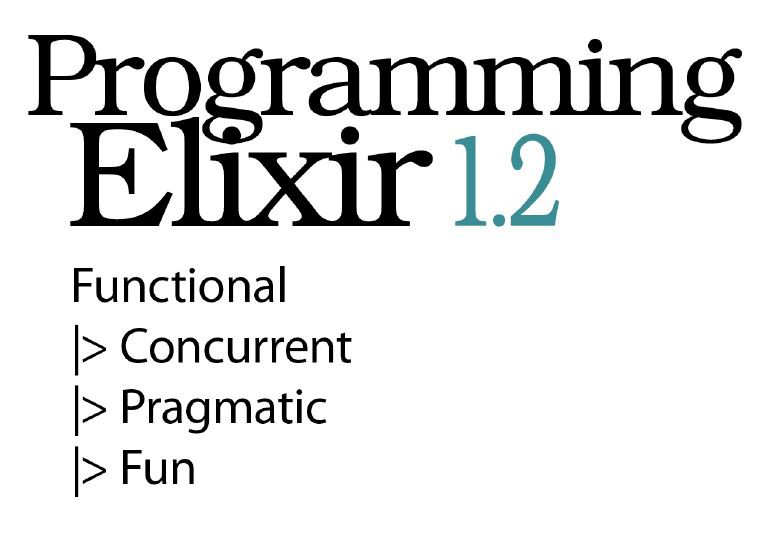 Programming
Elixir 1.2
Functional
|> Concurrent
|> Pragmatic
|> Fun